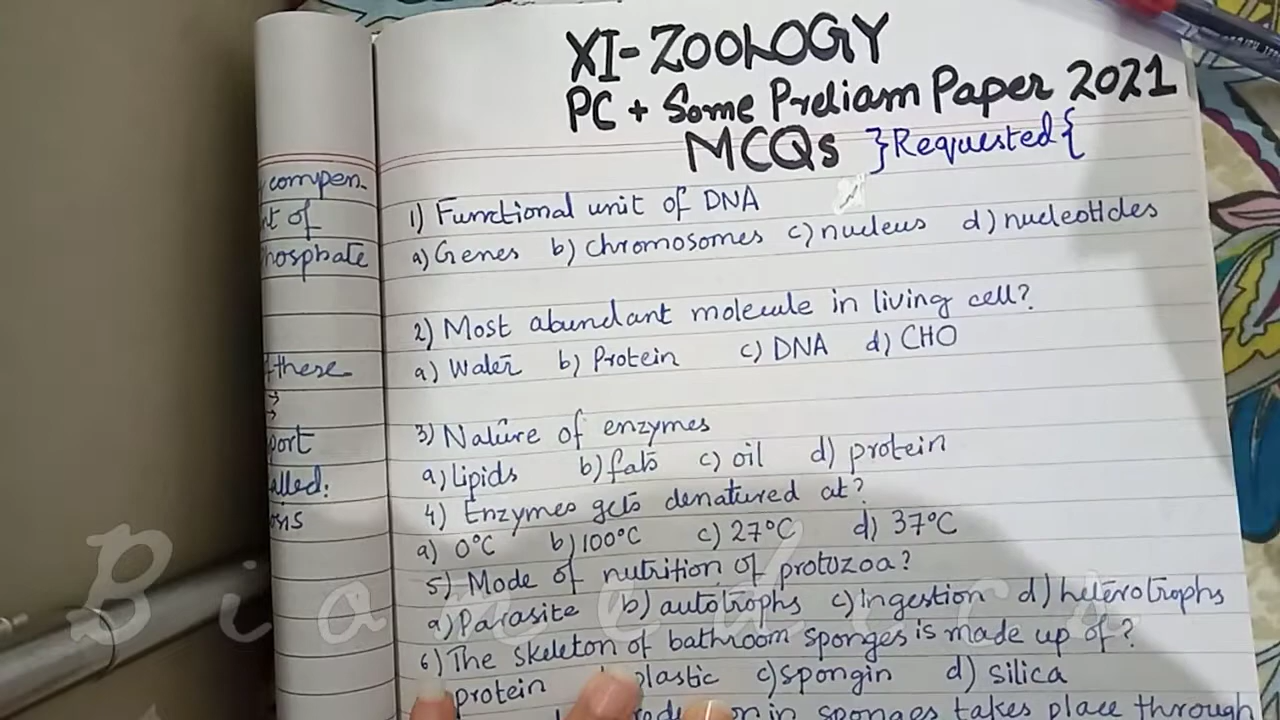 XI-ZOOLOGY
PC + Some Preliam Paper 2021
MCQs }Requested{
compen-
of
phosphate
these
port
alled:
osis
1) Functional unit of DNA
a) Genes b) chromosomes c) nucleus d) nucleotides
2) Most abundant molecule in living cell?
a) Water b) Protein c) DNA d) CHO
3) Nature of enzymes
a) Lipids b) fats c) oil d) protein
4) Enzymes gets denatured at?
a) 0°C b) 100°C c) 27°C d) 37°C
5) Mode of nutrition of protozoa?
a) Parasite b) autotrophs c) Ingestion d) heterotrophs
6) The skeleton of bathroom sponges is made up of?
protein plastic c) spongin d) silica
in sponges takes place through
Biomedica